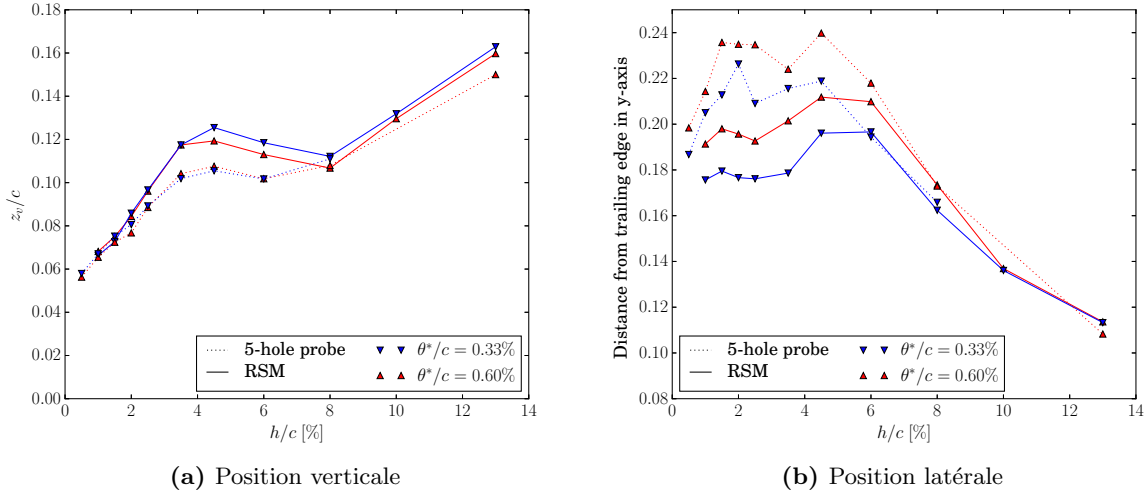 0.18
0.16
0.14
0.12
0.10
0.08
0.06
0.04
0.02
0.00
z_v/c
0 2 4 6 8 10 12 14
h/c [%]
5-hole probe
RSM
θ*/c = 0.33%
θ*/c = 0.60%
(a) Position verticale
0.24
0.22
0.20
0.18
0.16
0.14
0.12
0.10
0.08
Distance from trailing edge in y-axis
0 2 4 6 8 10 12 14
h/c [%]
5-hole probe
RSM
θ*/c = 0.33%
θ*/c = 0.60%
(b) Position latérale